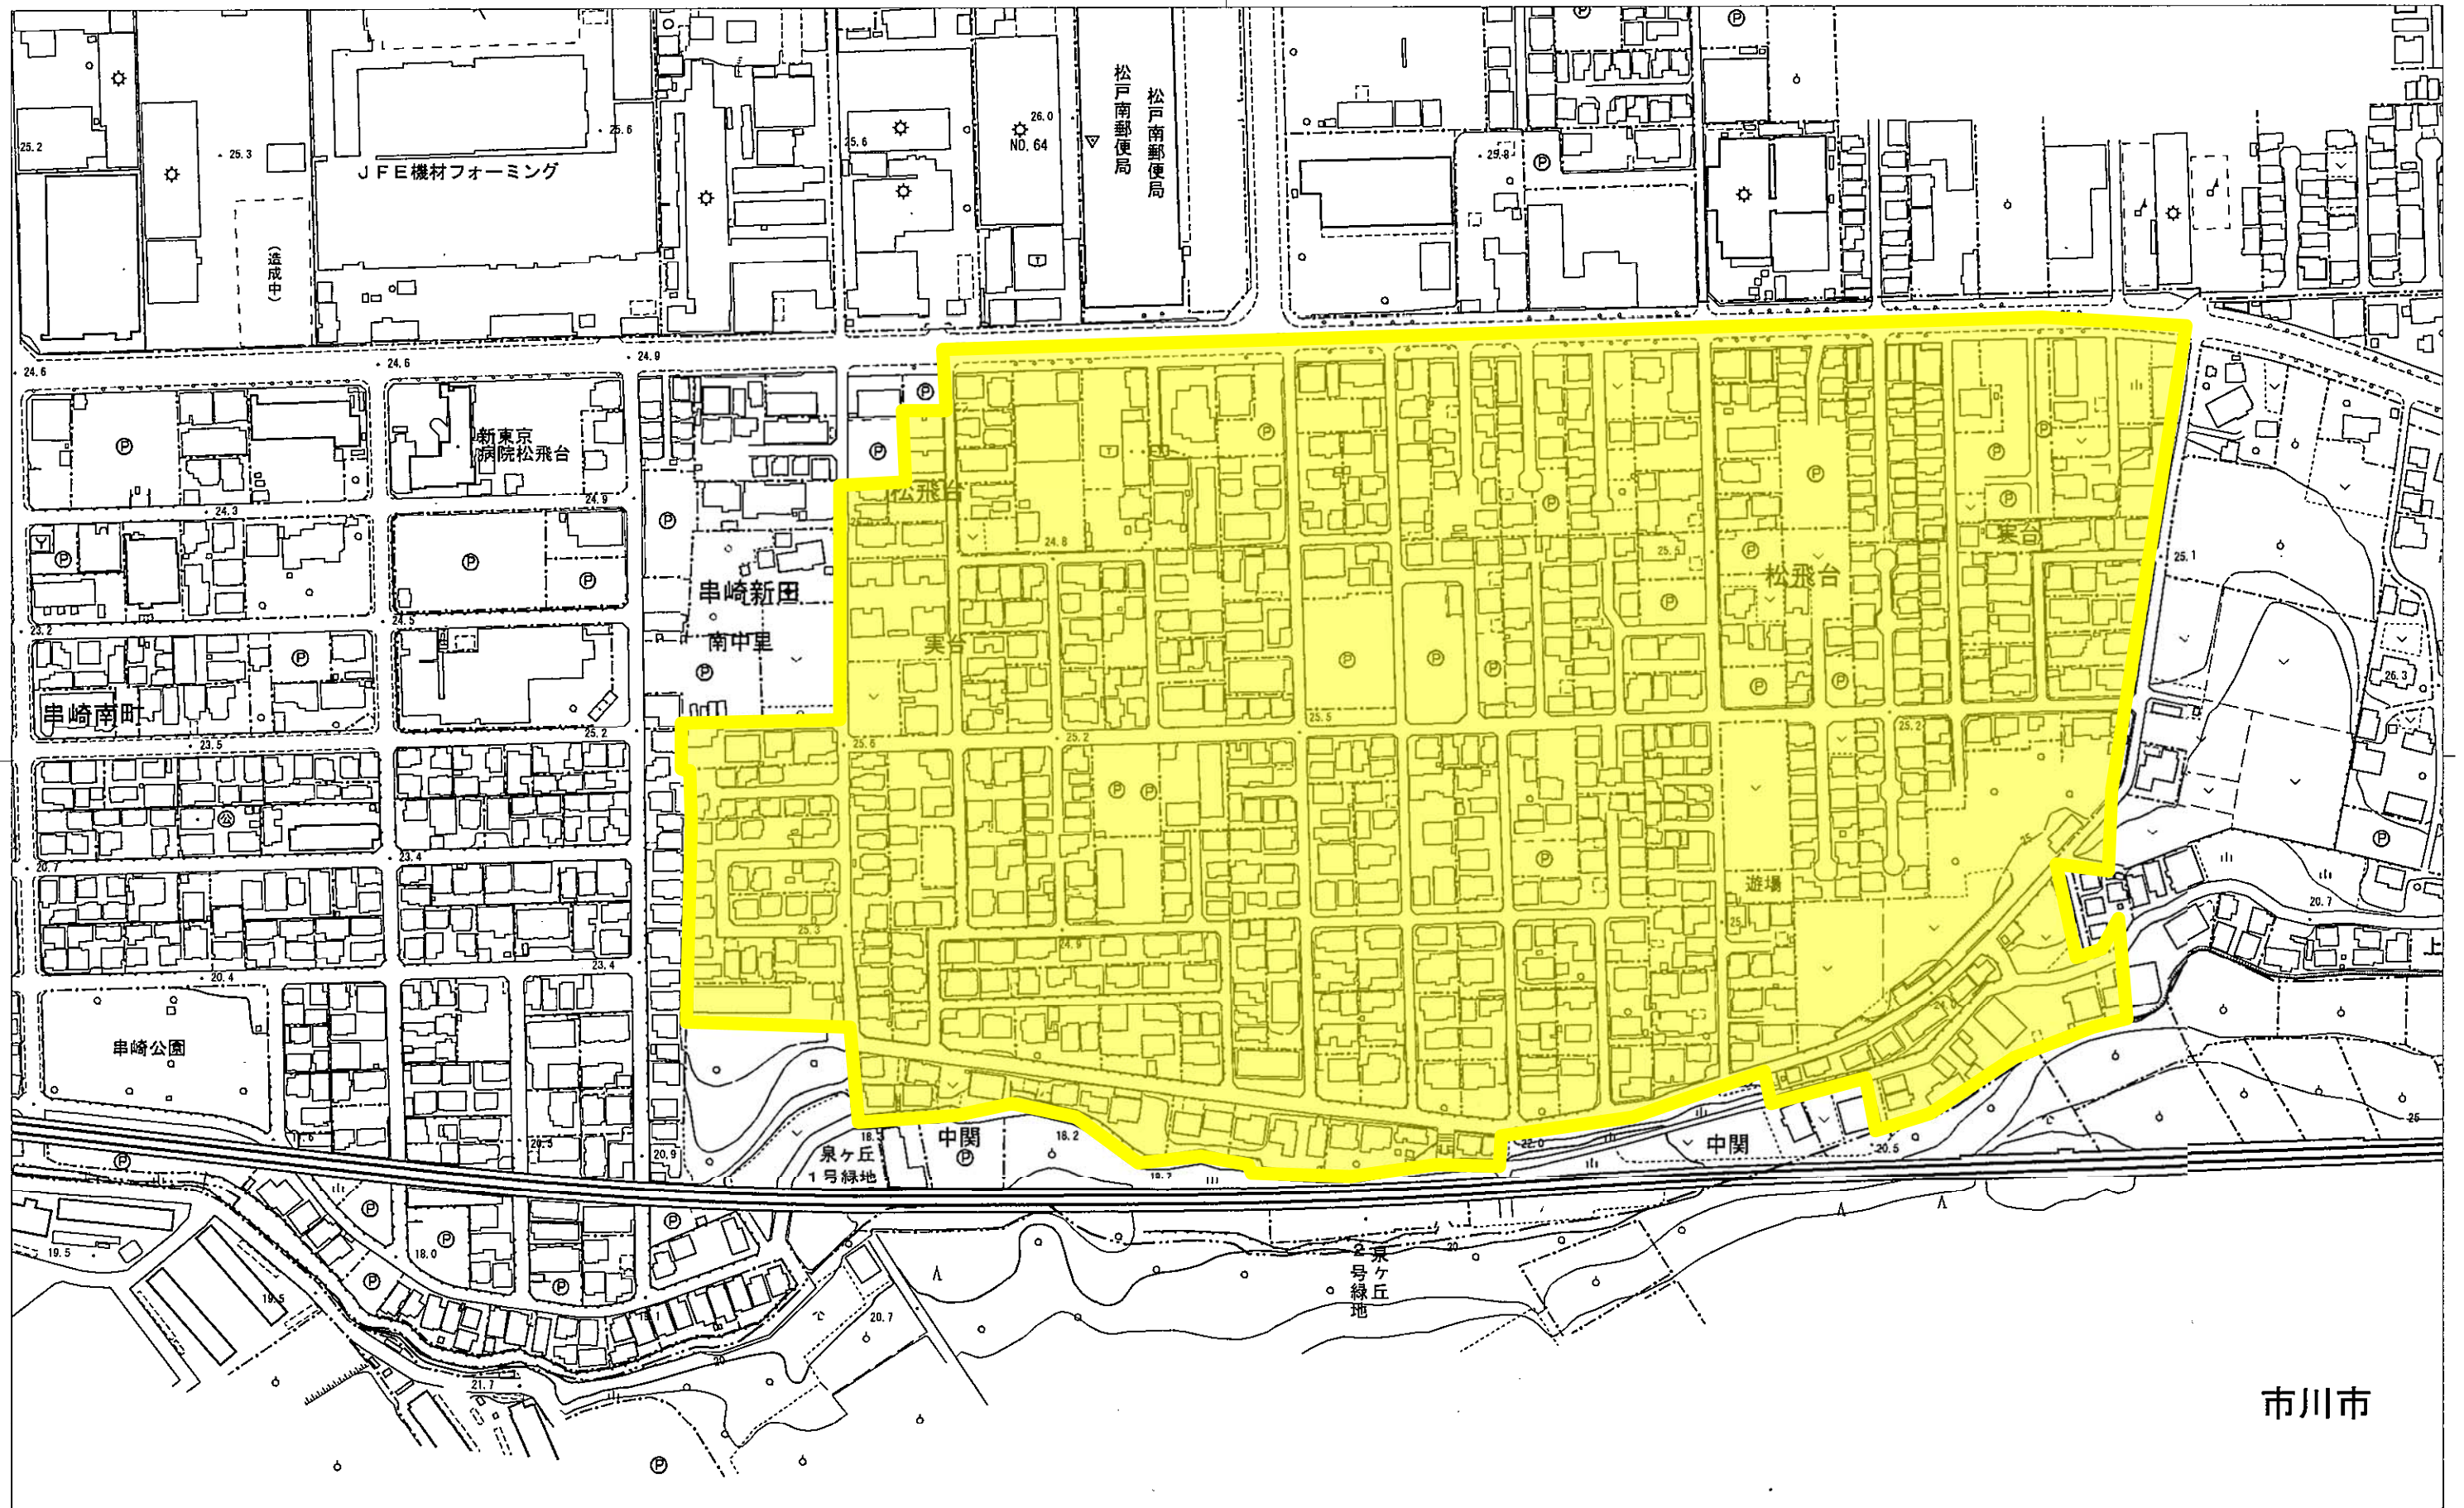 25.2
25.3
25.6
JFE機材フォーミング
(造成中)
25.6
26.0
NO. 64
松戸南郵便局
松戸南郵便局
24.6
24.6
24.9
新東京
病院松飛台
24.9
24.3
23.2
24.5
串崎新田
南中里
串崎南町
23.5
25.2
松飛台
24.8
実台
松飛台
実台
25.1
26.3
25.5
25.6
25.2
25.2
遊場
25
25.3
24.9
20.7
23.4
20.4
23.4
串崎公園
20.7
上
25
20.5
20.9
18.2
中関
泉ヶ丘
1号緑地
22.0
中関
20.5
19.5
18.0
19.5
20.7
20
21.7
20
泉ヶ丘
2号緑地
市川市